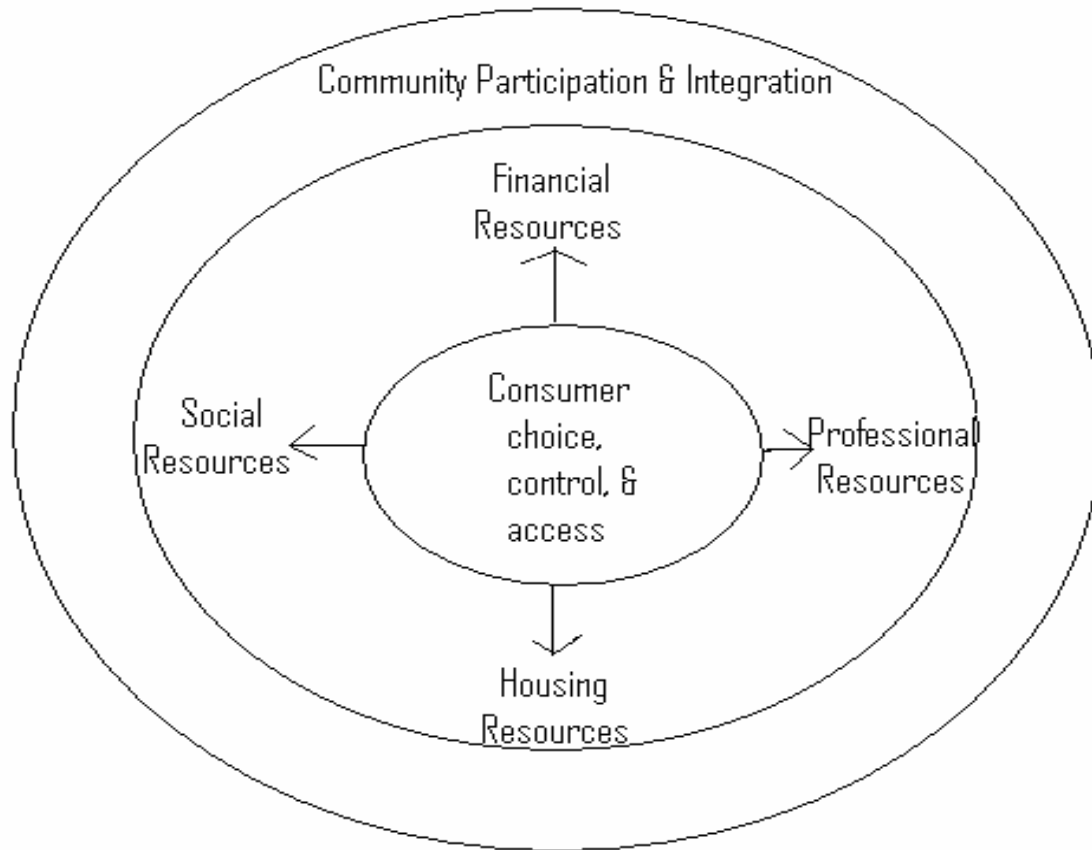 Community Participation & Integration
Financial
Resources
Social
Resources
Consumer
choice,
control, &
access
Professional
Resources
Housing
Resources